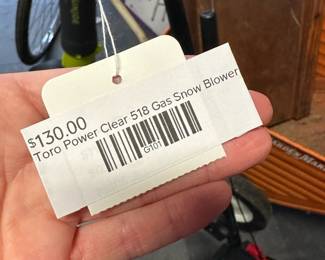 $130.00
Toro Power Clear 518 Gas Snow Blower
G101